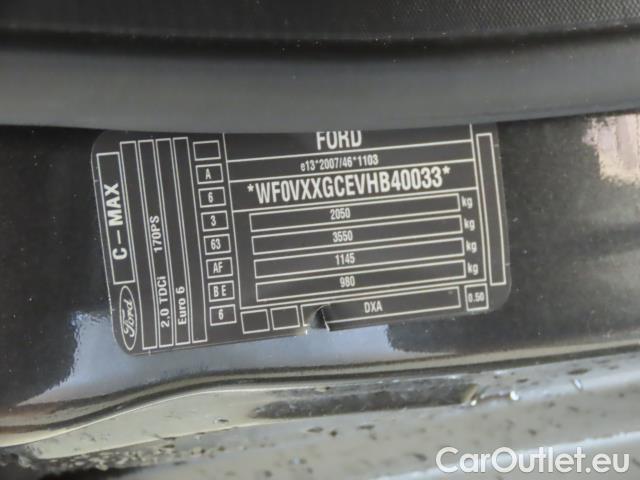 FORD
e13*2007/46*1103
*WF0VXXGCEVHB40033*
2050 kg
3550 kg
1145 kg
980 kg
DXA
0.50
A
6
3
63
AF
B E
6
C-MAX
170PS
2,0 TDCi
Euro 6
Ford
CarOutlet.eu